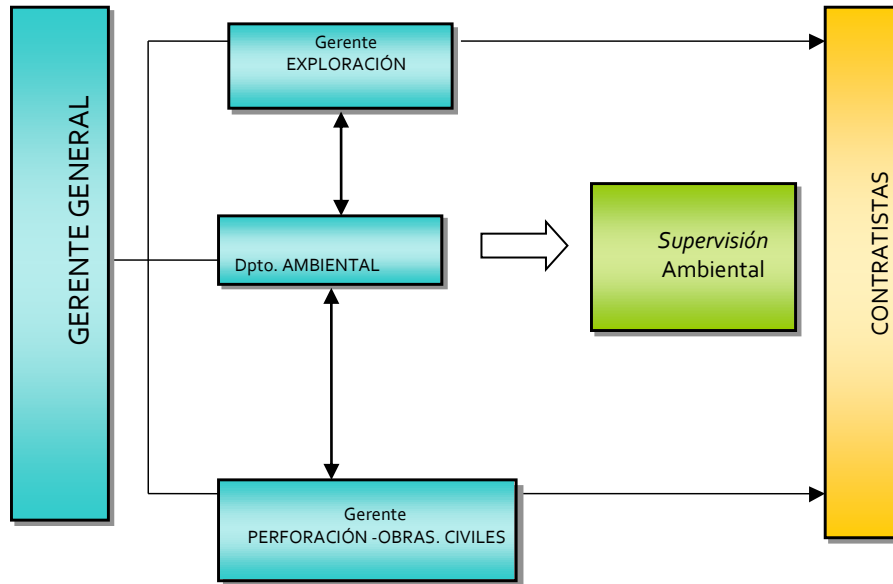 GERENTE GENERAL
Gerente
EXPLORACIÓN
Dpto. AMBIENTAL
Gerente
PERFORACIÓN -OBRAS. CIVILES
Supervisión
Ambiental
CONTRATISTAS